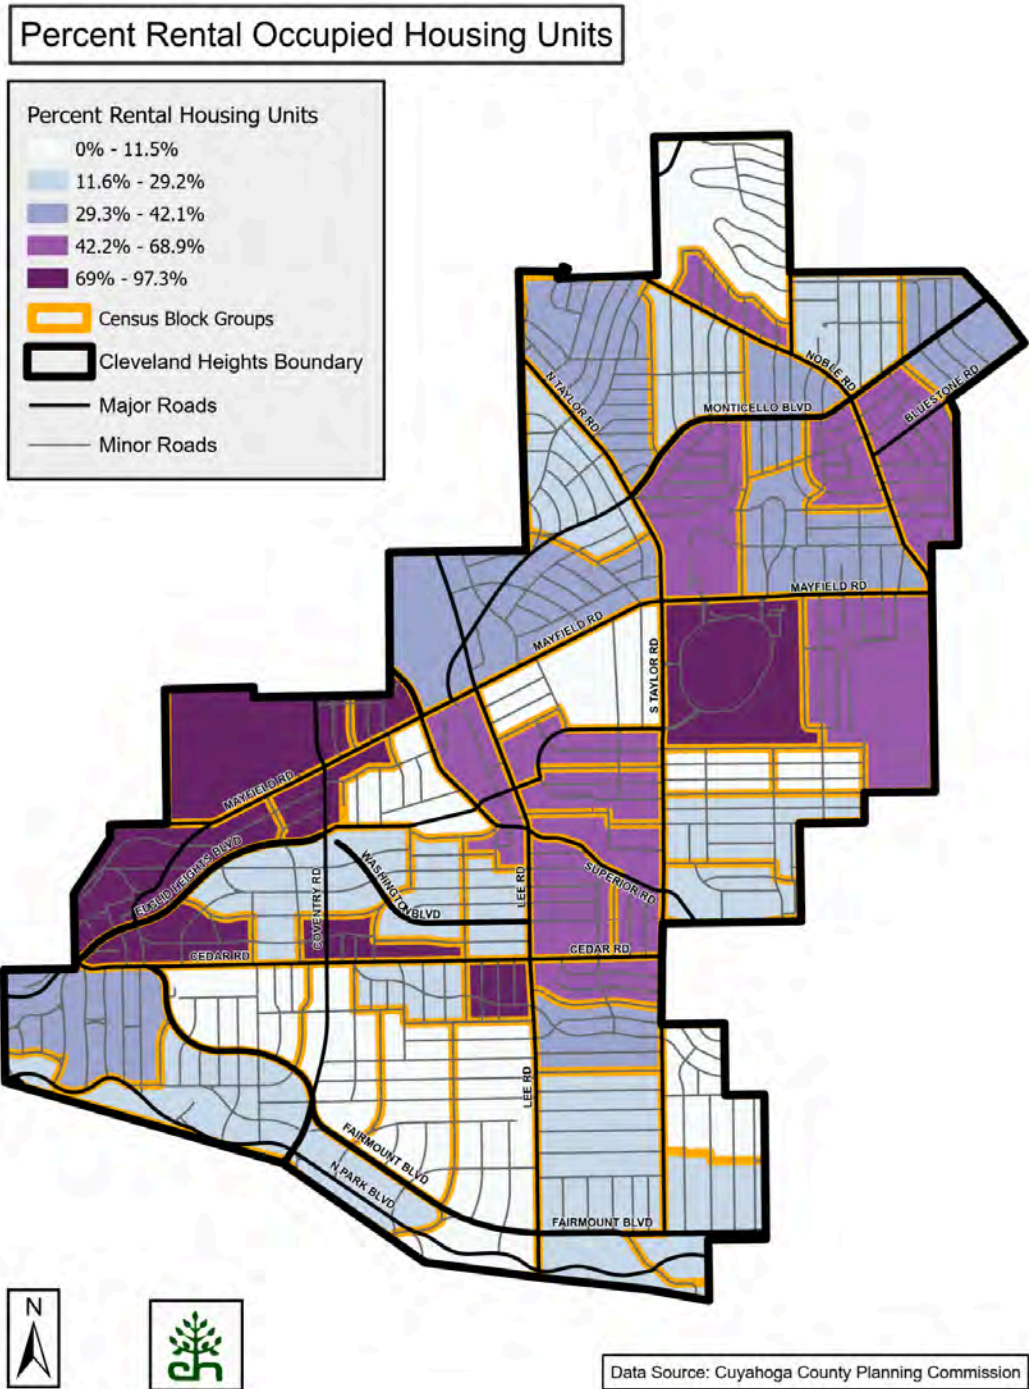 Percent Rental Occupied Housing Units
Percent Rental Housing Units
0% - 11.5%
11.6% - 29.2%
29.3% - 42.1%
42.2% - 68.9%
69% - 97.3%
Census Block Groups
Cleveland Heights Boundary
Major Roads
Minor Roads
NOBLE RD
BLUESTONE RD
N TAYLOR RD
MONTICELLO BLVD
MAYFIELD RD
MAYFIELD RD
S TAYLOR RD
MAYFIELD RD
EUCLID HEIGHTS BLVD
WASHINGTON BLVD
COVENTRY RD
LEE RD
SUPERIOR RD
CEDAR RD
CEDAR RD
LEE RD
FAIRMOUNT BLVD
N PARK BLVD
FAIRMOUNT BLVD
N
ch
Data Source: Cuyahoga County Planning Commission